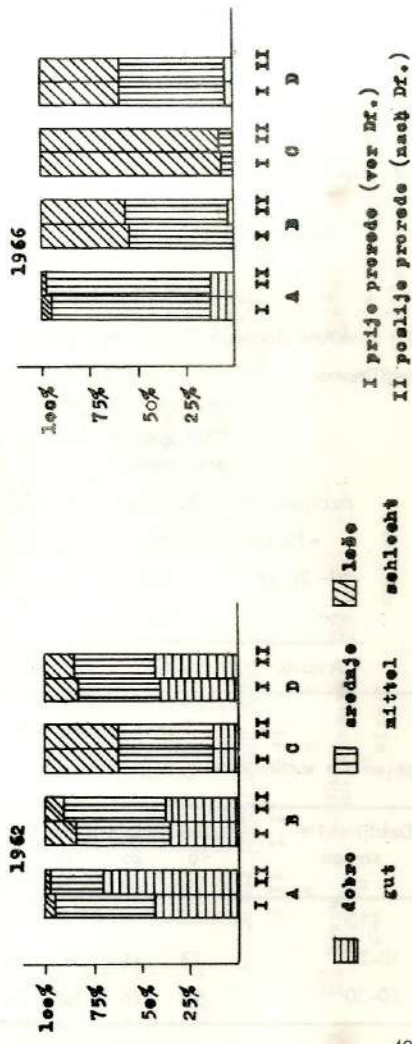 1962
100%
75%
50%
25%
I II
A
I II
B
I II
C
I II
D
1966
100%
75%
50%
25%
I II
A
I II
B
I II
C
I II
D
dobro
gut
srednje
mittel
loše
schlecht
I prije prorede (vor Df.)
II poslije prorede (nach Df.)